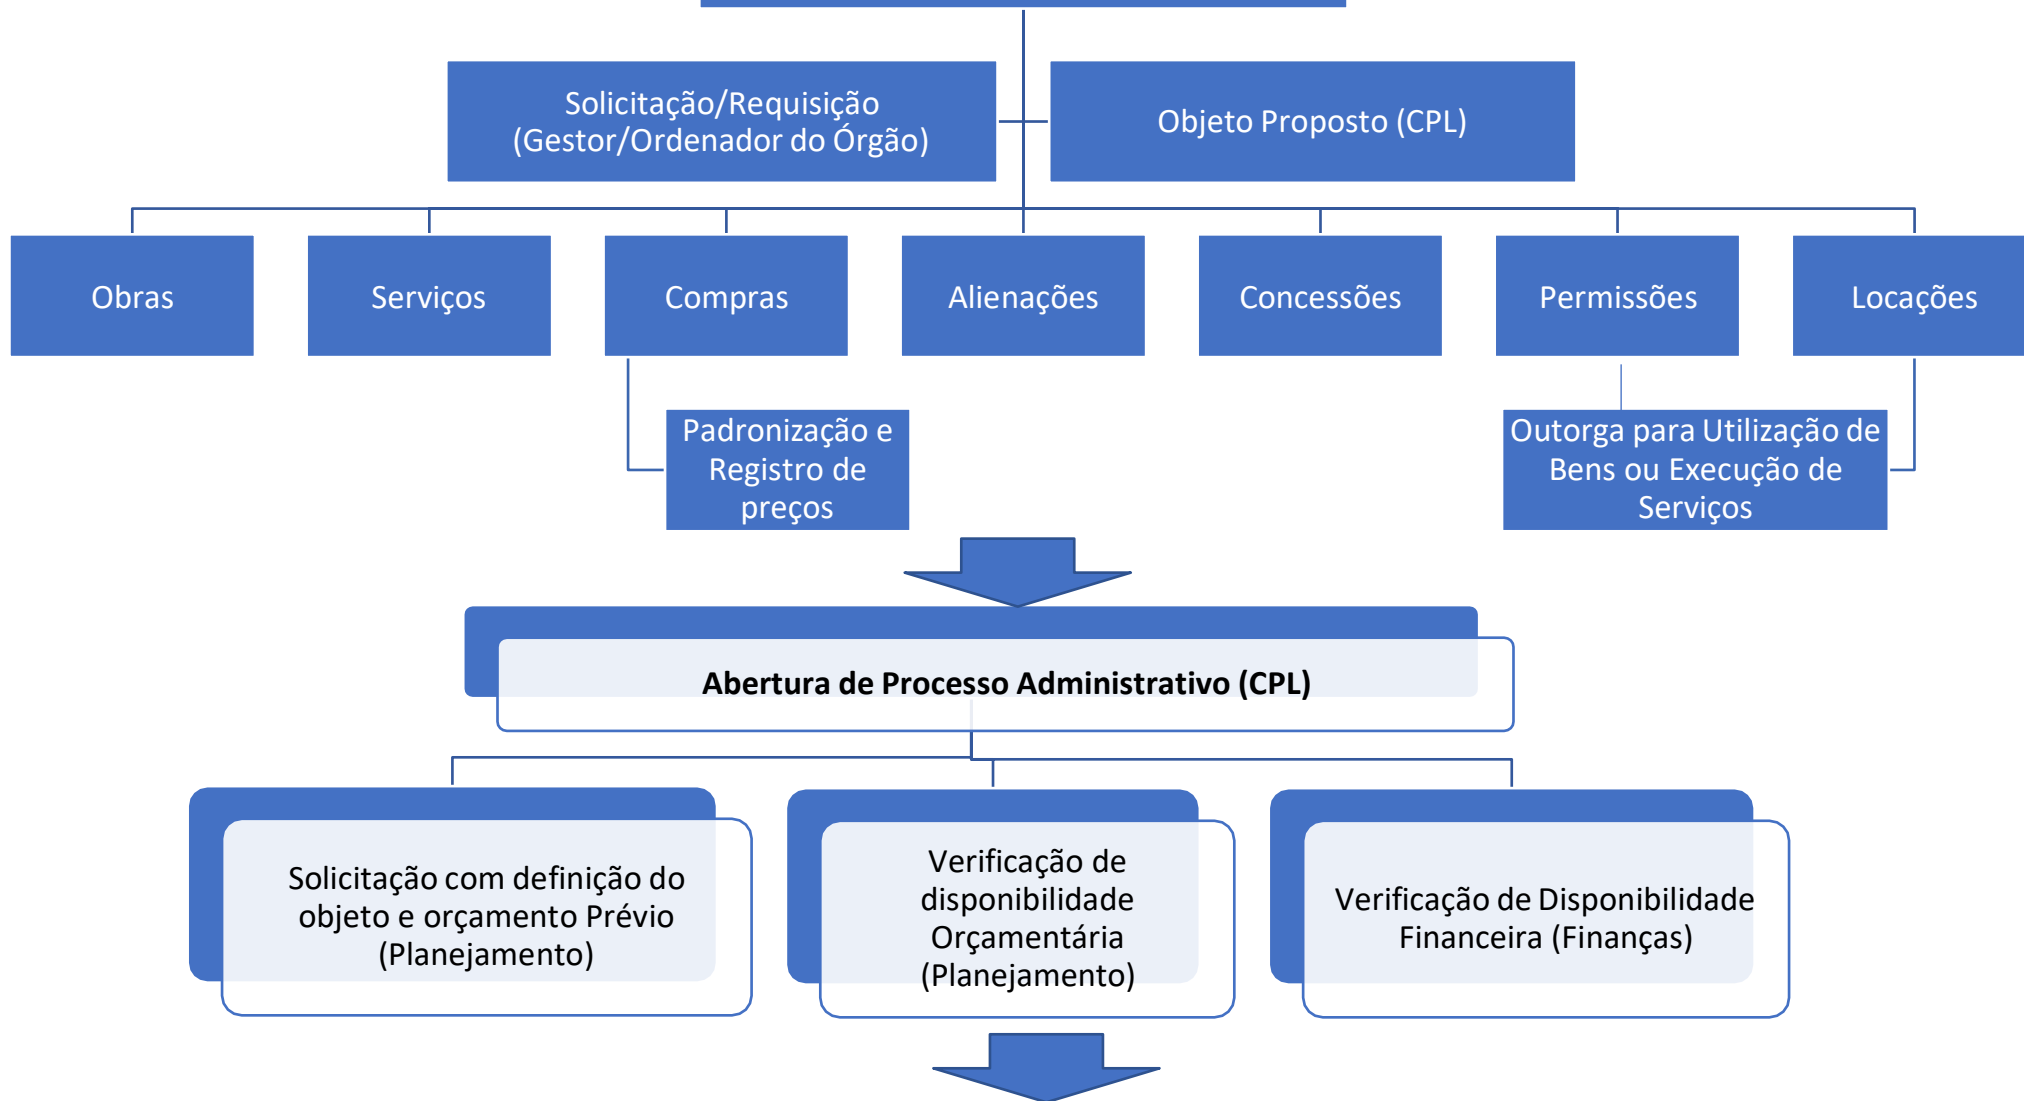 Solicitação/Requisição
(Gestor/Ordenador do Órgão)
Objeto Proposto (CPL)
Obras
Serviços
Compras
Alienações
Concessões
Permissões
Locações
Padronização e
Registro de
preços
Outorga para Utilização de
Bens ou Execução de
Serviços
Abertura de Processo Administrativo (CPL)
Solicitação com definição do
objeto e orçamento Prévio
(Planejamento)
Verificação de
disponibilidade
Orçamentária
(Planejamento)
Verificação de Disponibilidade
Financeira (Finanças)